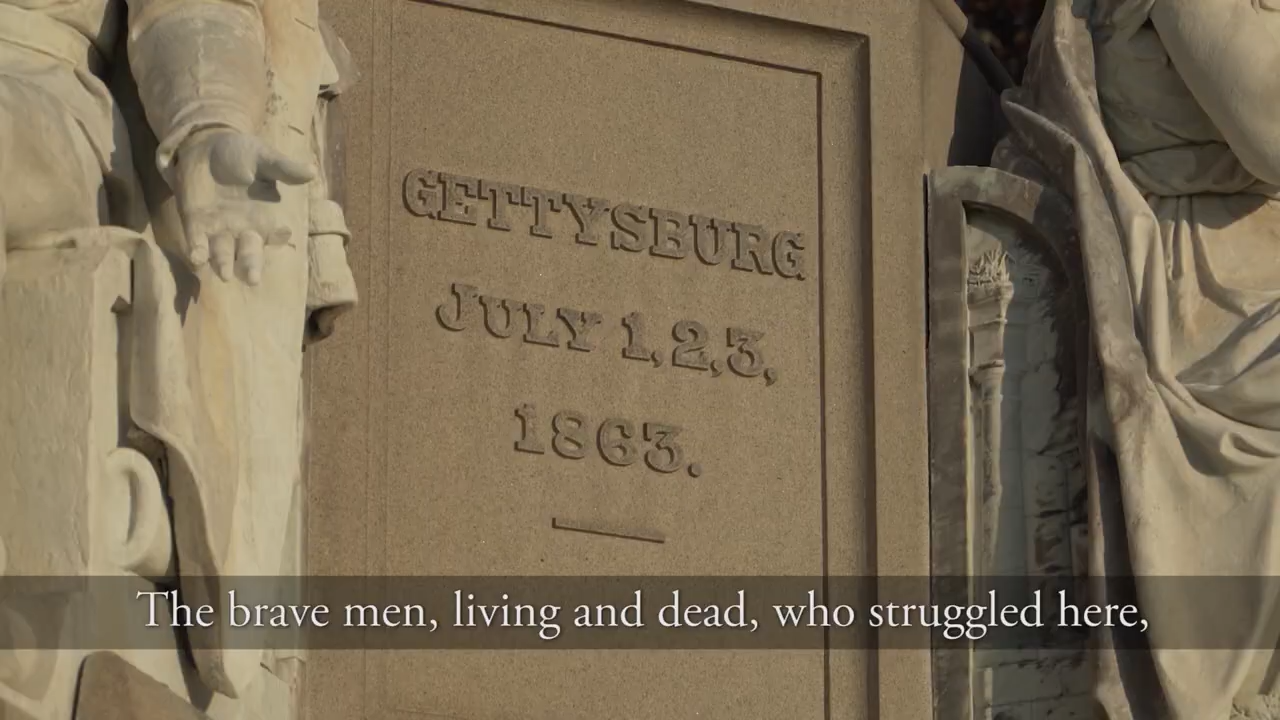 GETTYSBURG
JULY 1,2,3,
1863.
The brave men, living and dead, who struggled here,